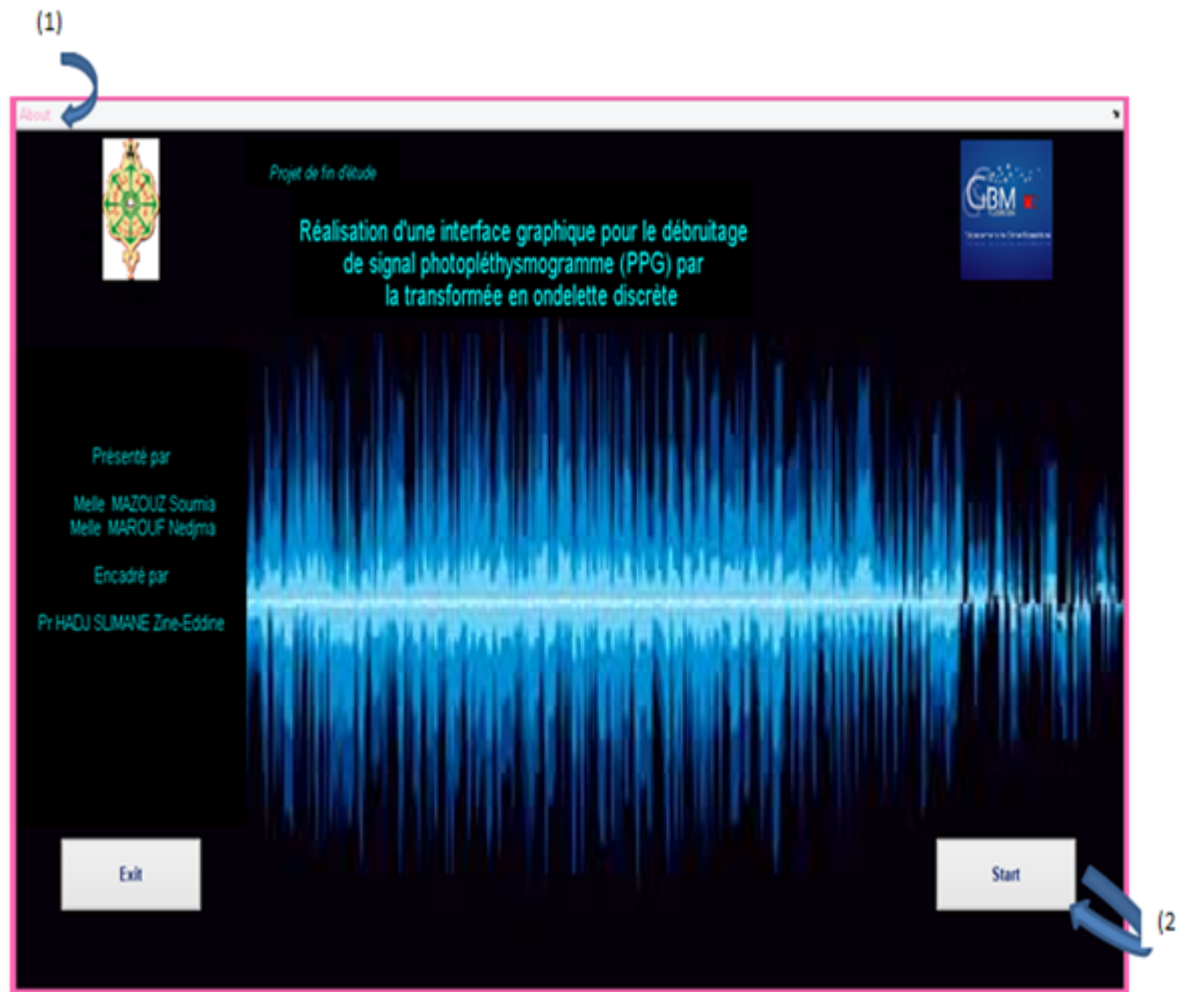 (1)
About
Projet de fin d'étude
GBM
Réalisation d'une interface graphique pour le débruitage
de signal photopléthysmogramme (PPG) par
la transformée en ondelette discrète
Présenté par
Melle MAZOUZ Soumia
Melle MAROUF Nedjma
Encadré par
Pr HADJ SLIMANE Zine-Eddine
Exit
Start
(2